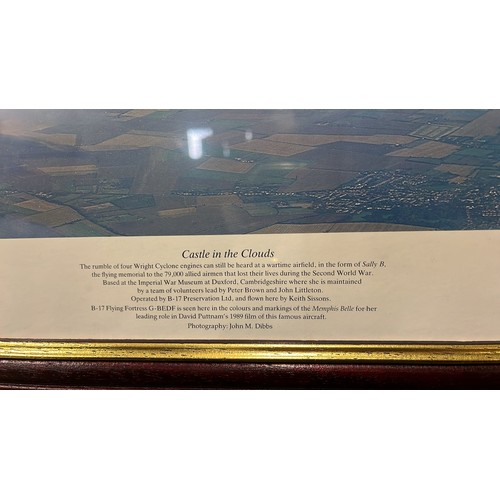 Castle in the Clouds
The rumble of four Wright Cyclone engines can still be heard at a wartime airfield, in the form of Sally B,
the flying memorial to the 79,000 allied airmen that lost their lives during the Second World War.
Based at the Imperial War Museum at Duxford, Cambridgeshire where she is maintained
by a team of volunteers lead by Peter Brown and John Littleton.
Operated by B-17 Preservation Ltd, and flown here by Keith Sissons.
B-17 Flying Fortress G-BEDF is seen here in the colours and markings of the Memphis Belle for her
leading role in David Puttnam's 1989 film of this famous aircraft.
Photography: John M. Dibbs